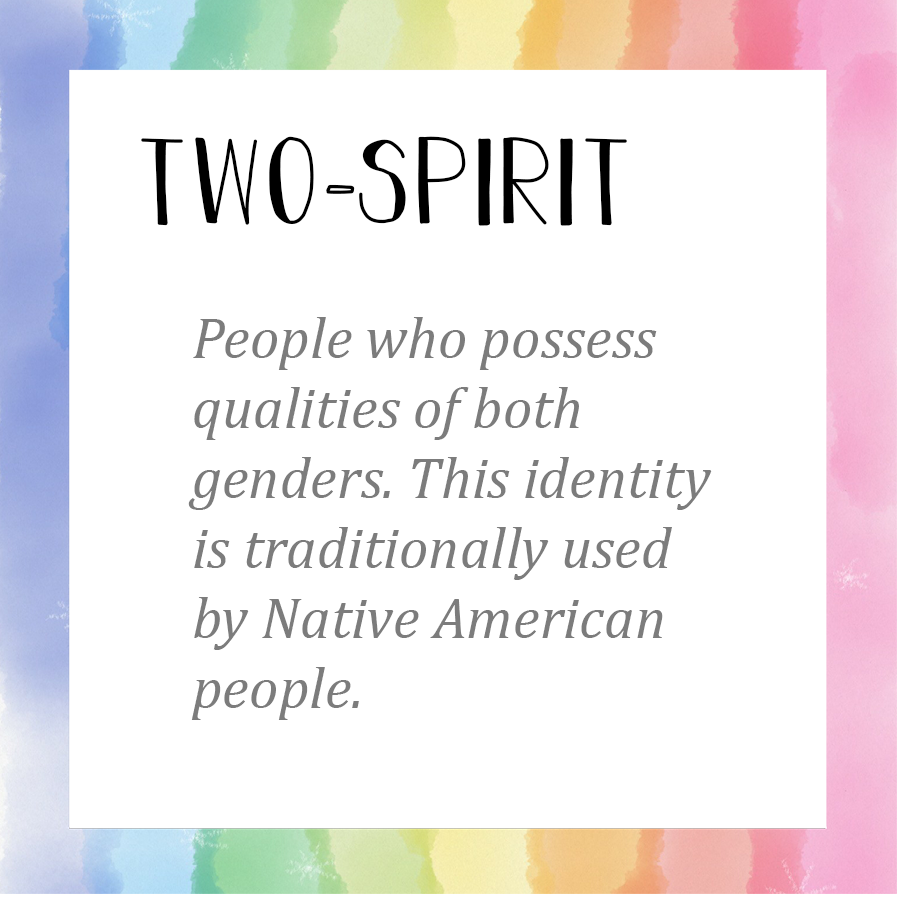 TWO-SPIRIT
People who possess
qualities of both
genders. This identity
is traditionally used
by Native American
people.